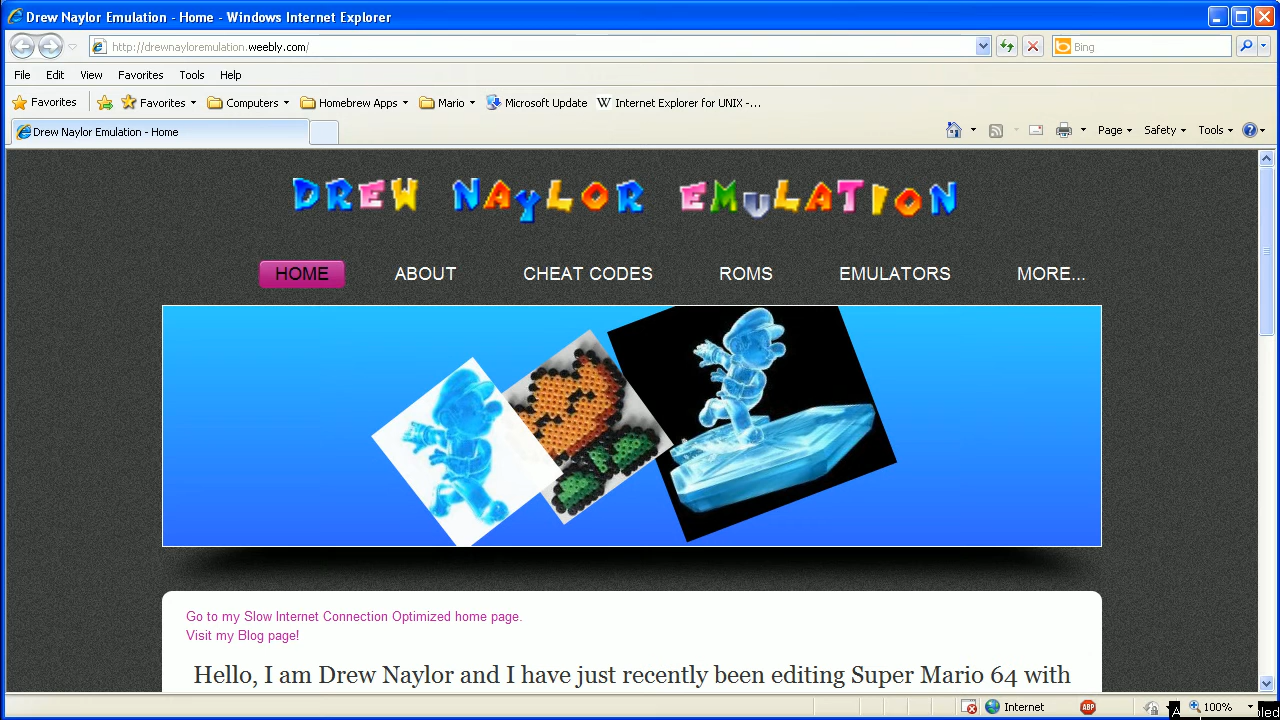 Drew Naylor Emulation - Home - Windows Internet Explorer
http://drewnayloremulation.weebly.com/
Bing
File Edit View Favorites Tools Help
Favorites Favorites Computers Homebrew Apps Mario Microsoft Update W Internet Explorer for UNIX -...
Drew Naylor Emulation - Home
Page Safety Tools
DREW NAyLOR EMULATION
HOME ABOUT CHEAT CODES ROMS EMULATORS MORE...
Go to my Slow Internet Connection Optimized home page.
Visit my Blog page!
Hello, I am Drew Naylor and I have just recently been editing Super Mario 64 with
Internet ABP A 100%